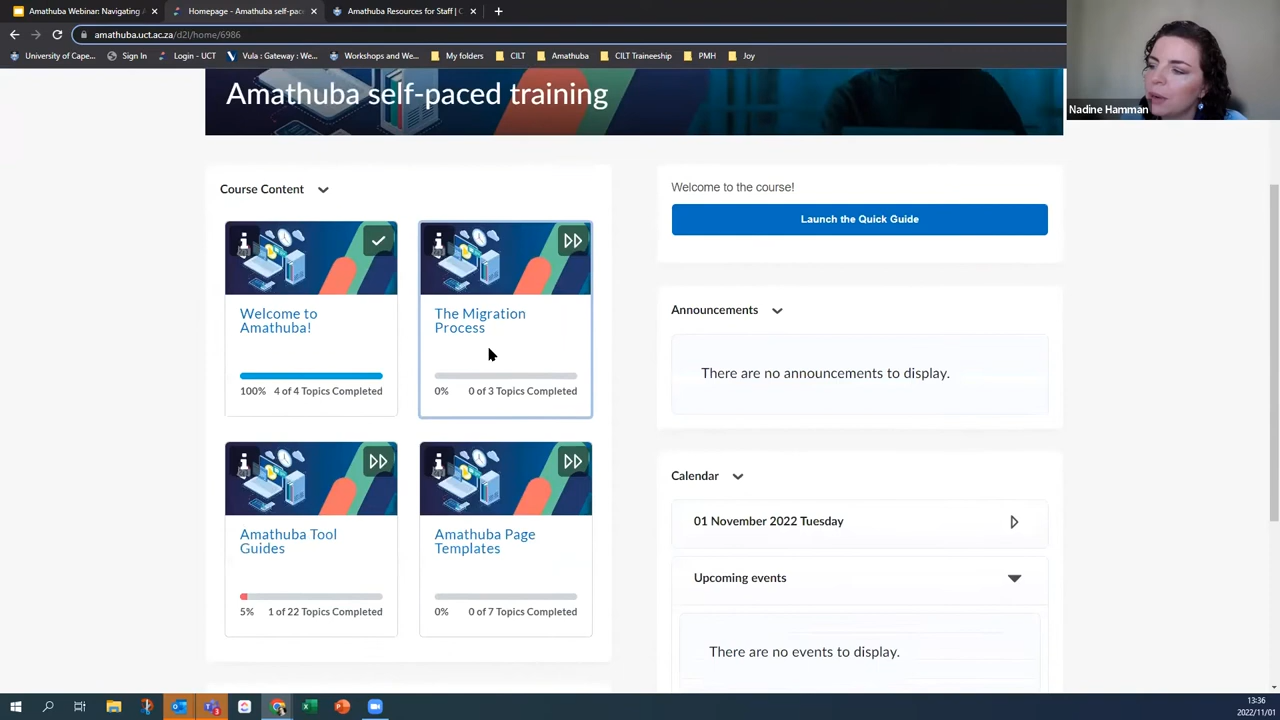 Amathuba Webinar: Navigating A
Homepage - Amathuba self-pace
Amathuba Resources for Staff | C
amathuba.uct.ac.za/d2l/home/6986
University of Cape...
Sign In
Login - UCT
Vula : Gateway : We...
Workshops and We...
My folders
CILT
Amathuba
CILT Traineeship
PMH
Joy
Nadine Hamman
Amathuba self-paced training
Course Content
Welcome to
Amathuba!
100% 4 of 4 Topics Completed
The Migration
Process
0% 0 of 3 Topics Completed
Amathuba Tool
Guides
5% 1 of 22 Topics Completed
Amathuba Page
Templates
0% 0 of 7 Topics Completed
Welcome to the course!
Launch the Quick Guide
Announcements
There are no announcements to display.
Calendar
01 November 2022 Tuesday
Upcoming events
There are no events to display.
13:36
2022/11/01